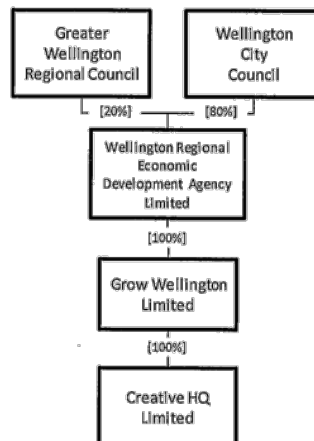 Greater
Wellington
Regional Council
Wellington
City
Council
[20%]
[80%]
Wellington Regional
Economic
Development Agency
Limited
[100%]
Grow Wellington
Limited
[100%]
Creative HQ
Limited